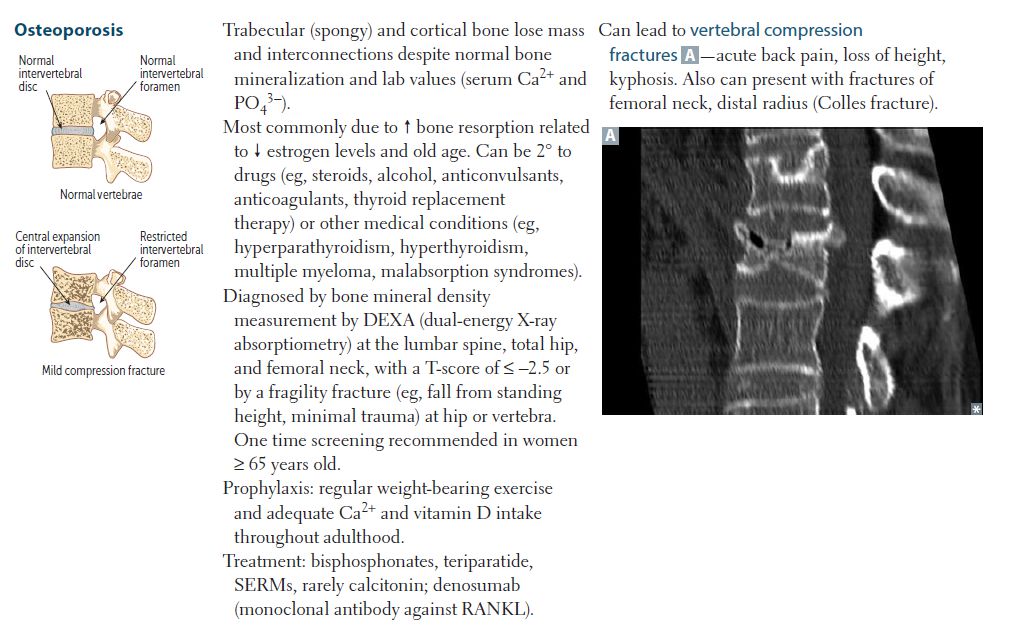 Osteoporosis
Normal
intervertebral
disc
Normal
intervertebral
foramen
Normal vertebrae
Central expansion
of intervertebral
disc
Restricted
intervertebral
foramen
Mild compression fracture
Trabecular (spongy) and cortical bone lose mass
and interconnections despite normal bone
mineralization and lab values (serum Ca²⁺ and
PO₄³⁻).
Most commonly due to ↑ bone resorption related
to ↓ estrogen levels and old age. Can be 2° to
drugs (eg, steroids, alcohol, anticonvulsants,
anticoagulants, thyroid replacement
therapy) or other medical conditions (eg,
hyperparathyroidism, hyperthyroidism,
multiple myeloma, malabsorption syndromes).
Diagnosed by bone mineral density
measurement by DEXA (dual-energy X-ray
absorptiometry) at the lumbar spine, total hip,
and femoral neck, with a T-score of ≤ –2.5 or
by a fragility fracture (eg, fall from standing
height, minimal trauma) at hip or vertebra.
One time screening recommended in women
≥ 65 years old.
Prophylaxis: regular weight-bearing exercise
and adequate Ca²⁺ and vitamin D intake
throughout adulthood.
Treatment: bisphosphonates, teriparatide,
SERMs, rarely calcitonin; denosumab
(monoclonal antibody against RANKL).
Can lead to vertebral compression
fractures A—acute back pain, loss of height,
kyphosis. Also can present with fractures of
femoral neck, distal radius (Colles fracture).
A
*